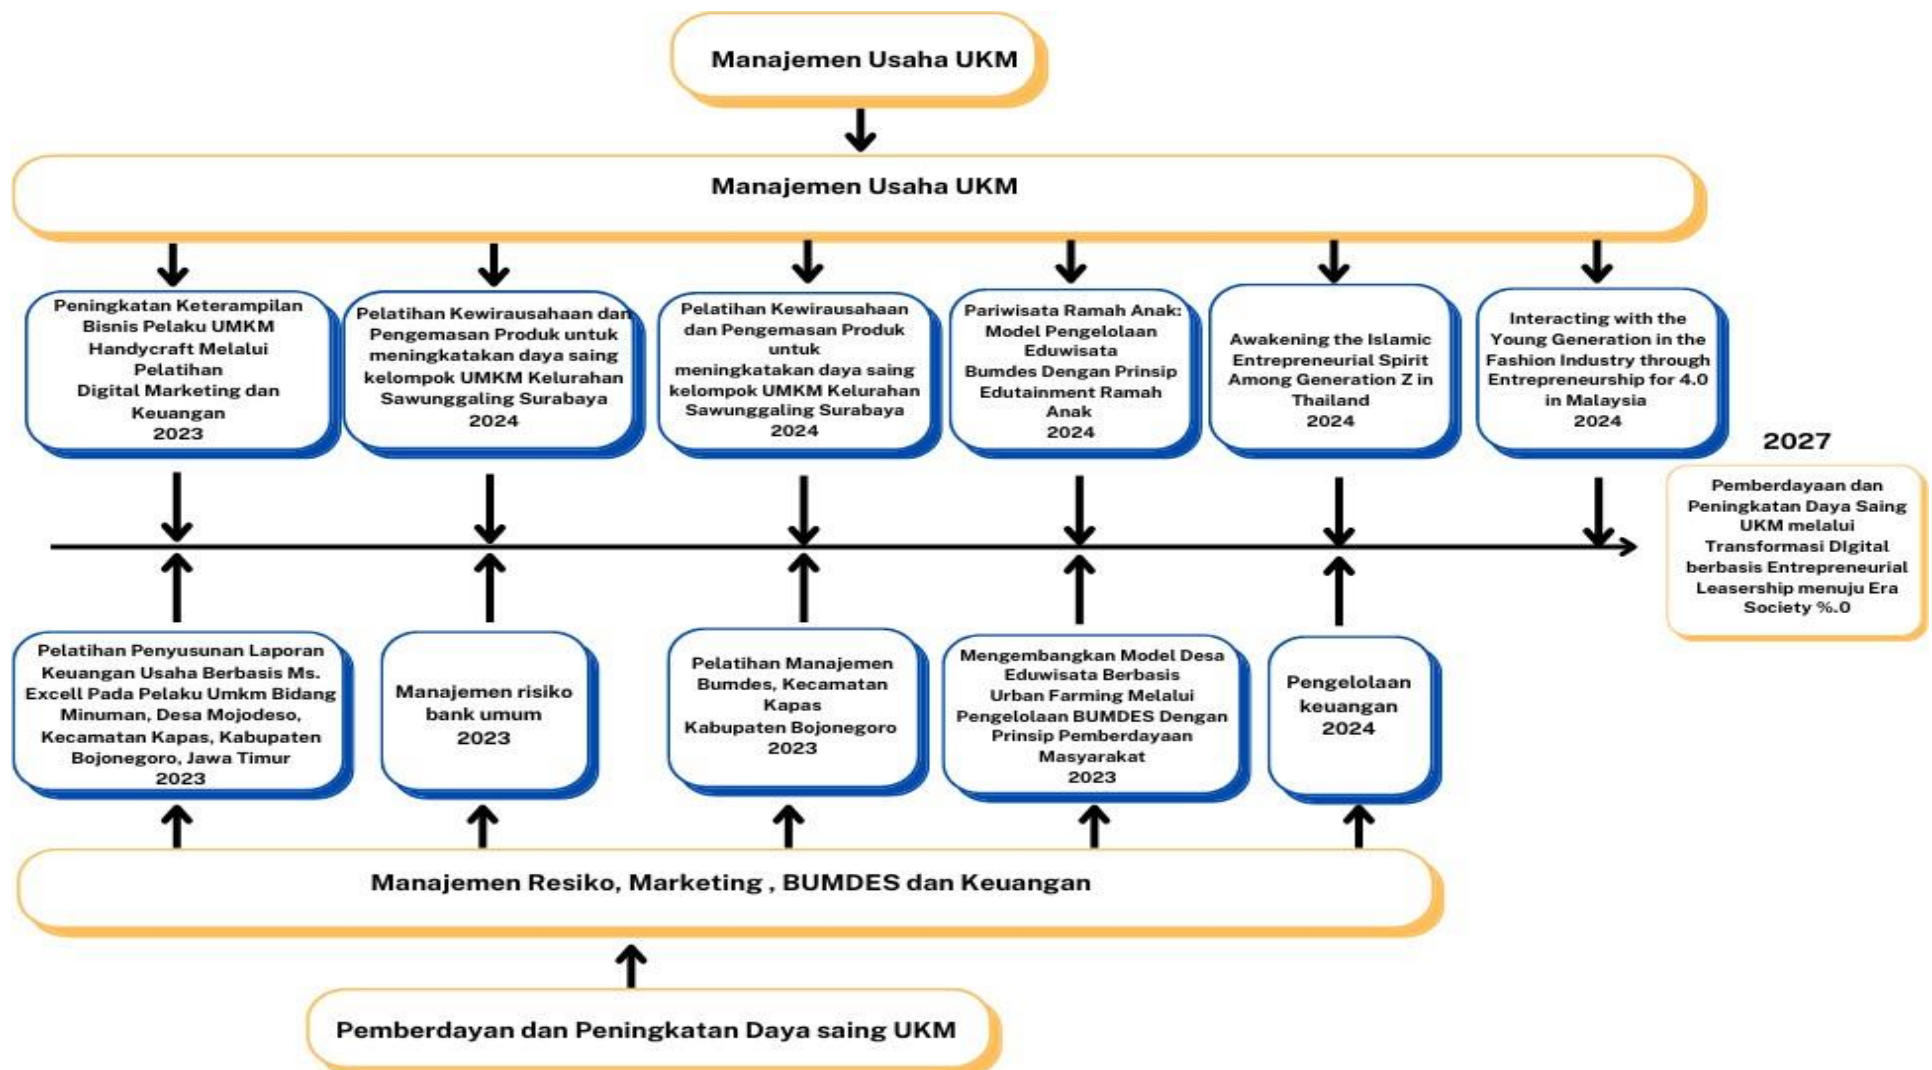 Manajemen Usaha UKM
Manajemen Usaha UKM
Peningkatan Keterampilan
Bisnis Pelaku UMKM
Handycraft Melalui
Pelatihan
Digital Marketing dan
Keuangan
2023
Pelatihan Kewirausahaan dan
Pengemasan Produk untuk
meningkatakan daya saing
kelompok UMKM Kelurahan
Sawunggaling Surabaya
2024
Pelatihan Kewirausahaan
dan Pengemasan Produk
untuk
meningkatakan daya saing
kelompok UMKM Kelurahan
Sawunggaling Surabaya
2024
Pariwisata Ramah Anak:
Model Pengelolaan
Eduwisata
Bumdes Dengan Prinsip
Edutainment Ramah
Anak
2024
Awakening the Islamic
Entrepreneurial Spirit
Among Generation Z in
Thailand
2024
Interacting with the
Young Generation in the
Fashion Industry through
Entrepreneurship for 4.0
in Malaysia
2024
2027
Pemberdayaan dan
Peningkatan Daya Saing
UKM melalui
Transformasi DIgital
berbasis Entrepreneurial
Leasership menuju Era
Society %.0
Pelatihan Penyusunan Laporan
Keuangan Usaha Berbasis Ms.
Excell Pada Pelaku Umkm Bidang
Minuman, Desa Mojodeso,
Kecamatan Kapas, Kabupaten
Bojonegoro, Jawa Timur
2023
Manajemen risiko
bank umum
2023
Pelatihan Manajemen
Bumdes, Kecamatan
Kapas
Kabupaten Bojonegoro
2023
Mengembangkan Model Desa
Eduwisata Berbasis
Urban Farming Melalui
Pengelolaan BUMDES Dengan
Prinsip Pemberdayaan
Masyarakat
2023
Pengelolaan
keuangan
2024
Manajemen Resiko, Marketing , BUMDES dan Keuangan
Pemberdayan dan Peningkatan Daya saing UKM